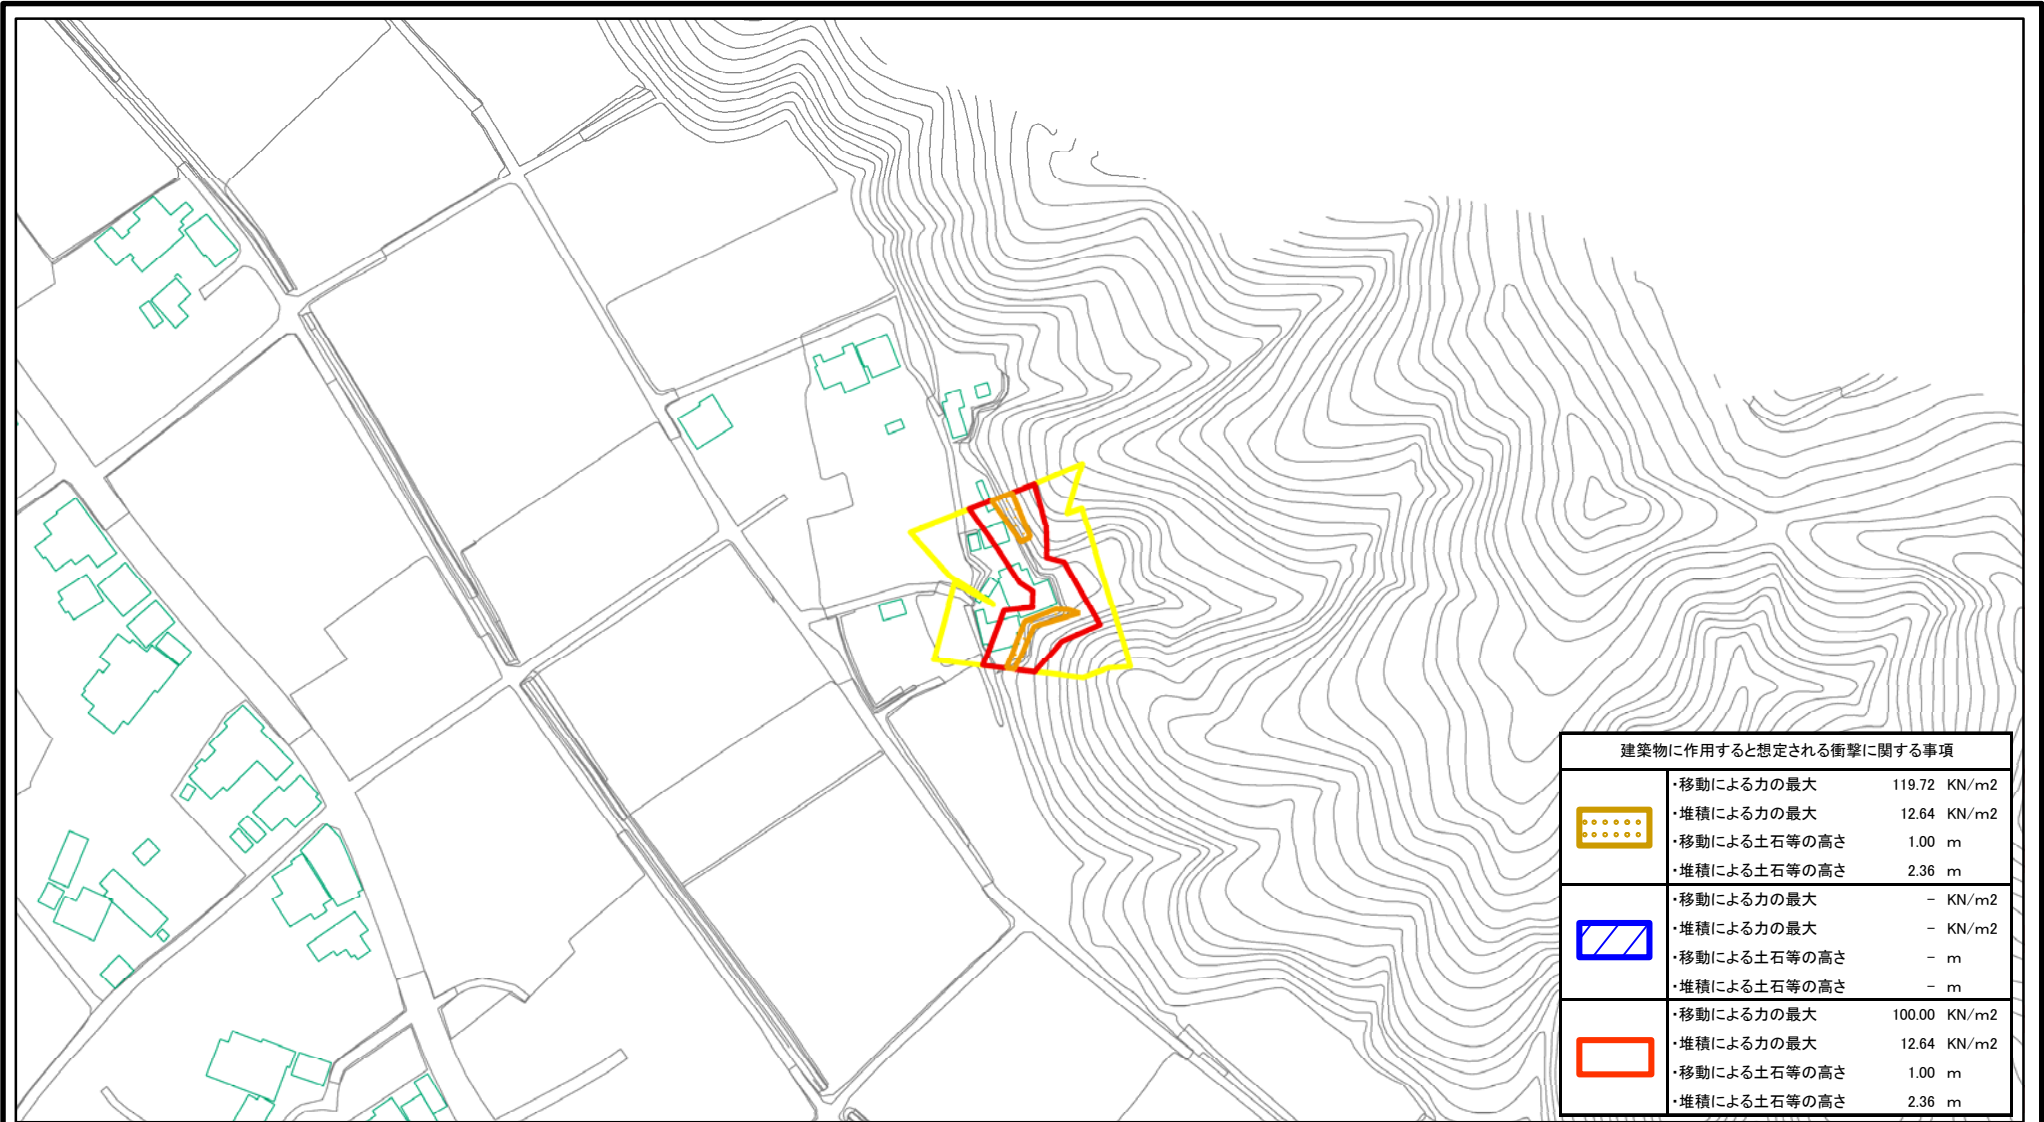 建築物に作用すると想定される衝撃に関する事項
・移動による力の最大 119.72 KN/m2
・堆積による力の最大 12.64 KN/m2
・移動による土石等の高さ 1.00 m
・堆積による土石等の高さ 2.36 m
・移動による力の最大 － KN/m2
・堆積による力の最大 － KN/m2
・移動による土石等の高さ － m
・堆積による土石等の高さ － m
・移動による力の最大 100.00 KN/m2
・堆積による力の最大 12.64 KN/m2
・移動による土石等の高さ 1.00 m
・堆積による土石等の高さ 2.36 m